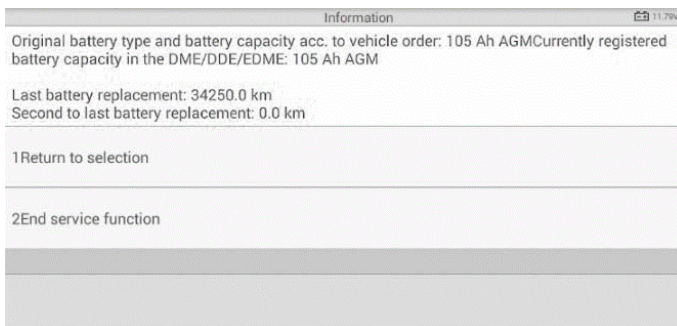 Information
11.79v
Original battery type and battery capacity acc. to vehicle order: 105 Ah AGMCurrently registered
battery capacity in the DME/DDE/EDME: 105 Ah AGM
Last battery replacement: 34250.0 km
Second to last battery replacement: 0.0 km
1Return to selection
2End service function